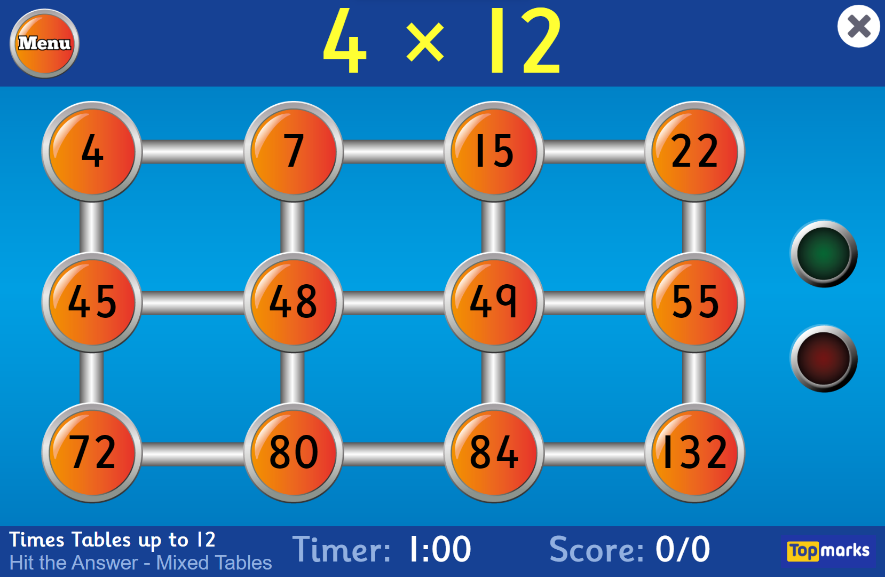 Menu
4 × 12
4 7 15 22
45 48 49 55
72 80 84 132
Times Tables up to 12
Hit the Answer - Mixed Tables
Timer: 1:00
Score: 0/0
Topmarks